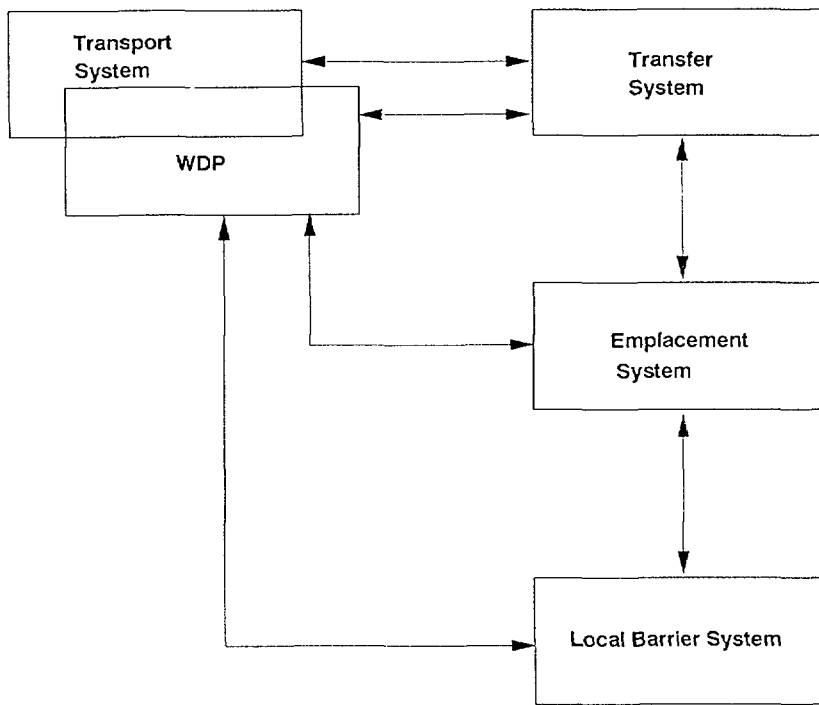 Transport
System
Transfer
System
WDP
Emplacement
System
Local Barrier System